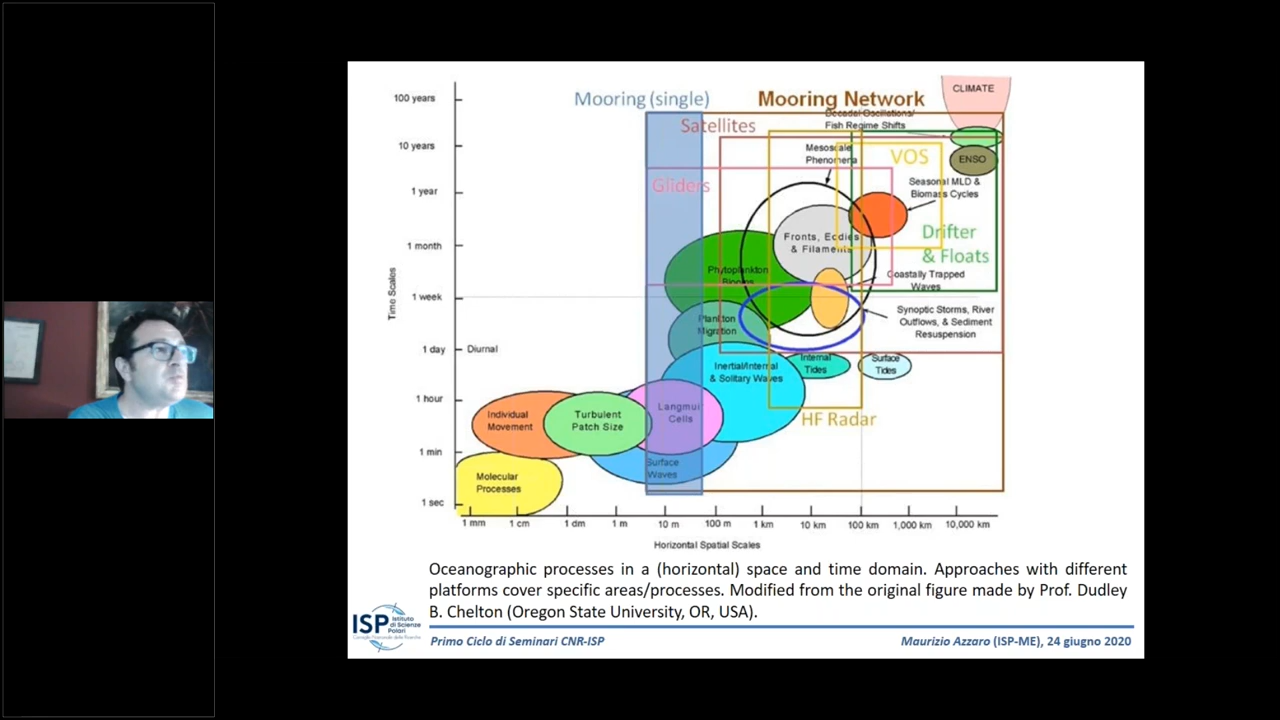 Mooring (single)
Mooring Network
CLIMATE
100 years
Satellites
Decadal Oscillations/
Fish Regime Shifts
10 years
Mesoscale
Phenomena
VOS
ENSO
Gliders
1 year
Seasonal MLD &
Biomass Cycles
Fronts, Eddies
& Filaments
Drifter
& Floats
1 month
Phytoplankton
Blooms
Coastally Trapped
Waves
Time Scales
1 week
Plankton
Migration
Synoptic Storms, River
Outflows, & Sediment
Resuspension
1 day
Diurnal
Inertial/Internal
& Solitary Waves
Internal
Tides
Surface
Tides
1 hour
Individual
Movement
Turbulent
Patch Size
Langmui
Cells
HF Radar
1 min
Surface
Waves
Molecular
Processes
1 sec
1 mm
1 cm
1 dm
1 m
10 m
100 m
1 km
10 km
100 km
1,000 km
10,000 km
Horizontal Spatial Scales
Oceanographic processes in a (horizontal) space and time domain. Approaches with different
platforms cover specific areas/processes. Modified from the original figure made by Prof. Dudley
B. Chelton (Oregon State University, OR, USA).
ISP
Istituto
di Scienze
Polari
Consiglio Nazionale delle Ricerche
Primo Ciclo di Seminari CNR-ISP
Maurizio Azzaro (ISP-ME), 24 giugno 2020